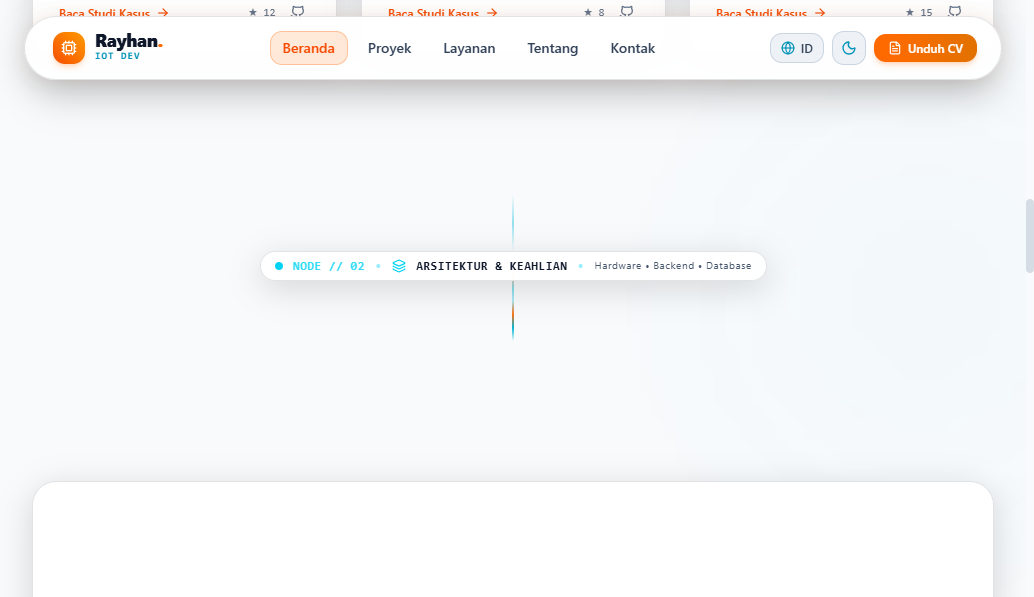 Baca Studi Kasus → ★ 12
Baca Studi Kasus → ★ 8
Baca Studi Kasus → ★ 15
Rayhan.
IOT DEV
Beranda
Proyek
Layanan
Tentang
Kontak
ID
Unduh CV
NODE // 02 • ARSITEKTUR & KEAHLIAN • Hardware • Backend • Database